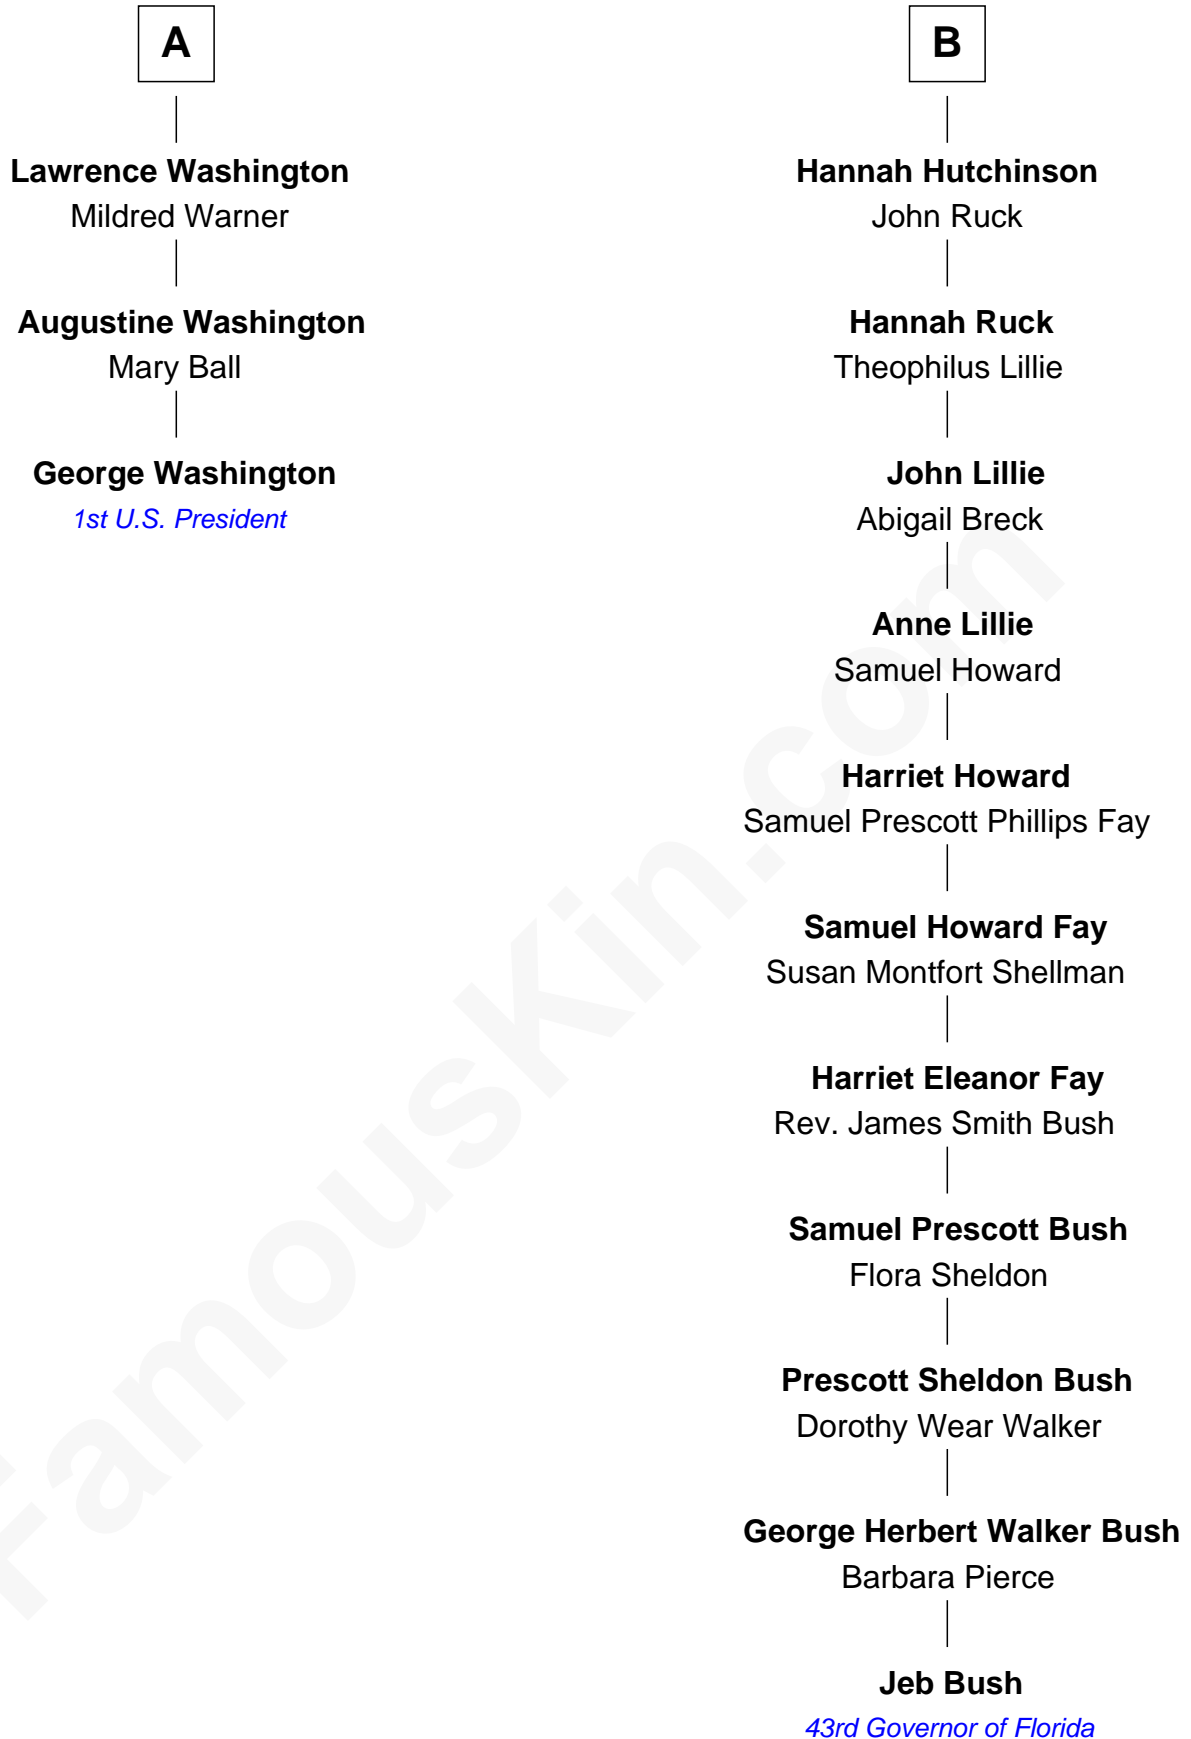 A
Lawrence Washington
Mildred Warner
Augustine Washington
Mary Ball
George Washington
1st U.S. President
B
Hannah Hutchinson
John Ruck
Hannah Ruck
Theophilus Lillie
John Lillie
Abigail Breck
Anne Lillie
Samuel Howard
Harriet Howard
Samuel Prescott Phillips Fay
Samuel Howard Fay
Susan Montfort Shellman
Harriet Eleanor Fay
Rev. James Smith Bush
Samuel Prescott Bush
Flora Sheldon
Prescott Sheldon Bush
Dorothy Wear Walker
George Herbert Walker Bush
Barbara Pierce
Jeb Bush
43rd Governor of Florida
FamousKin.com